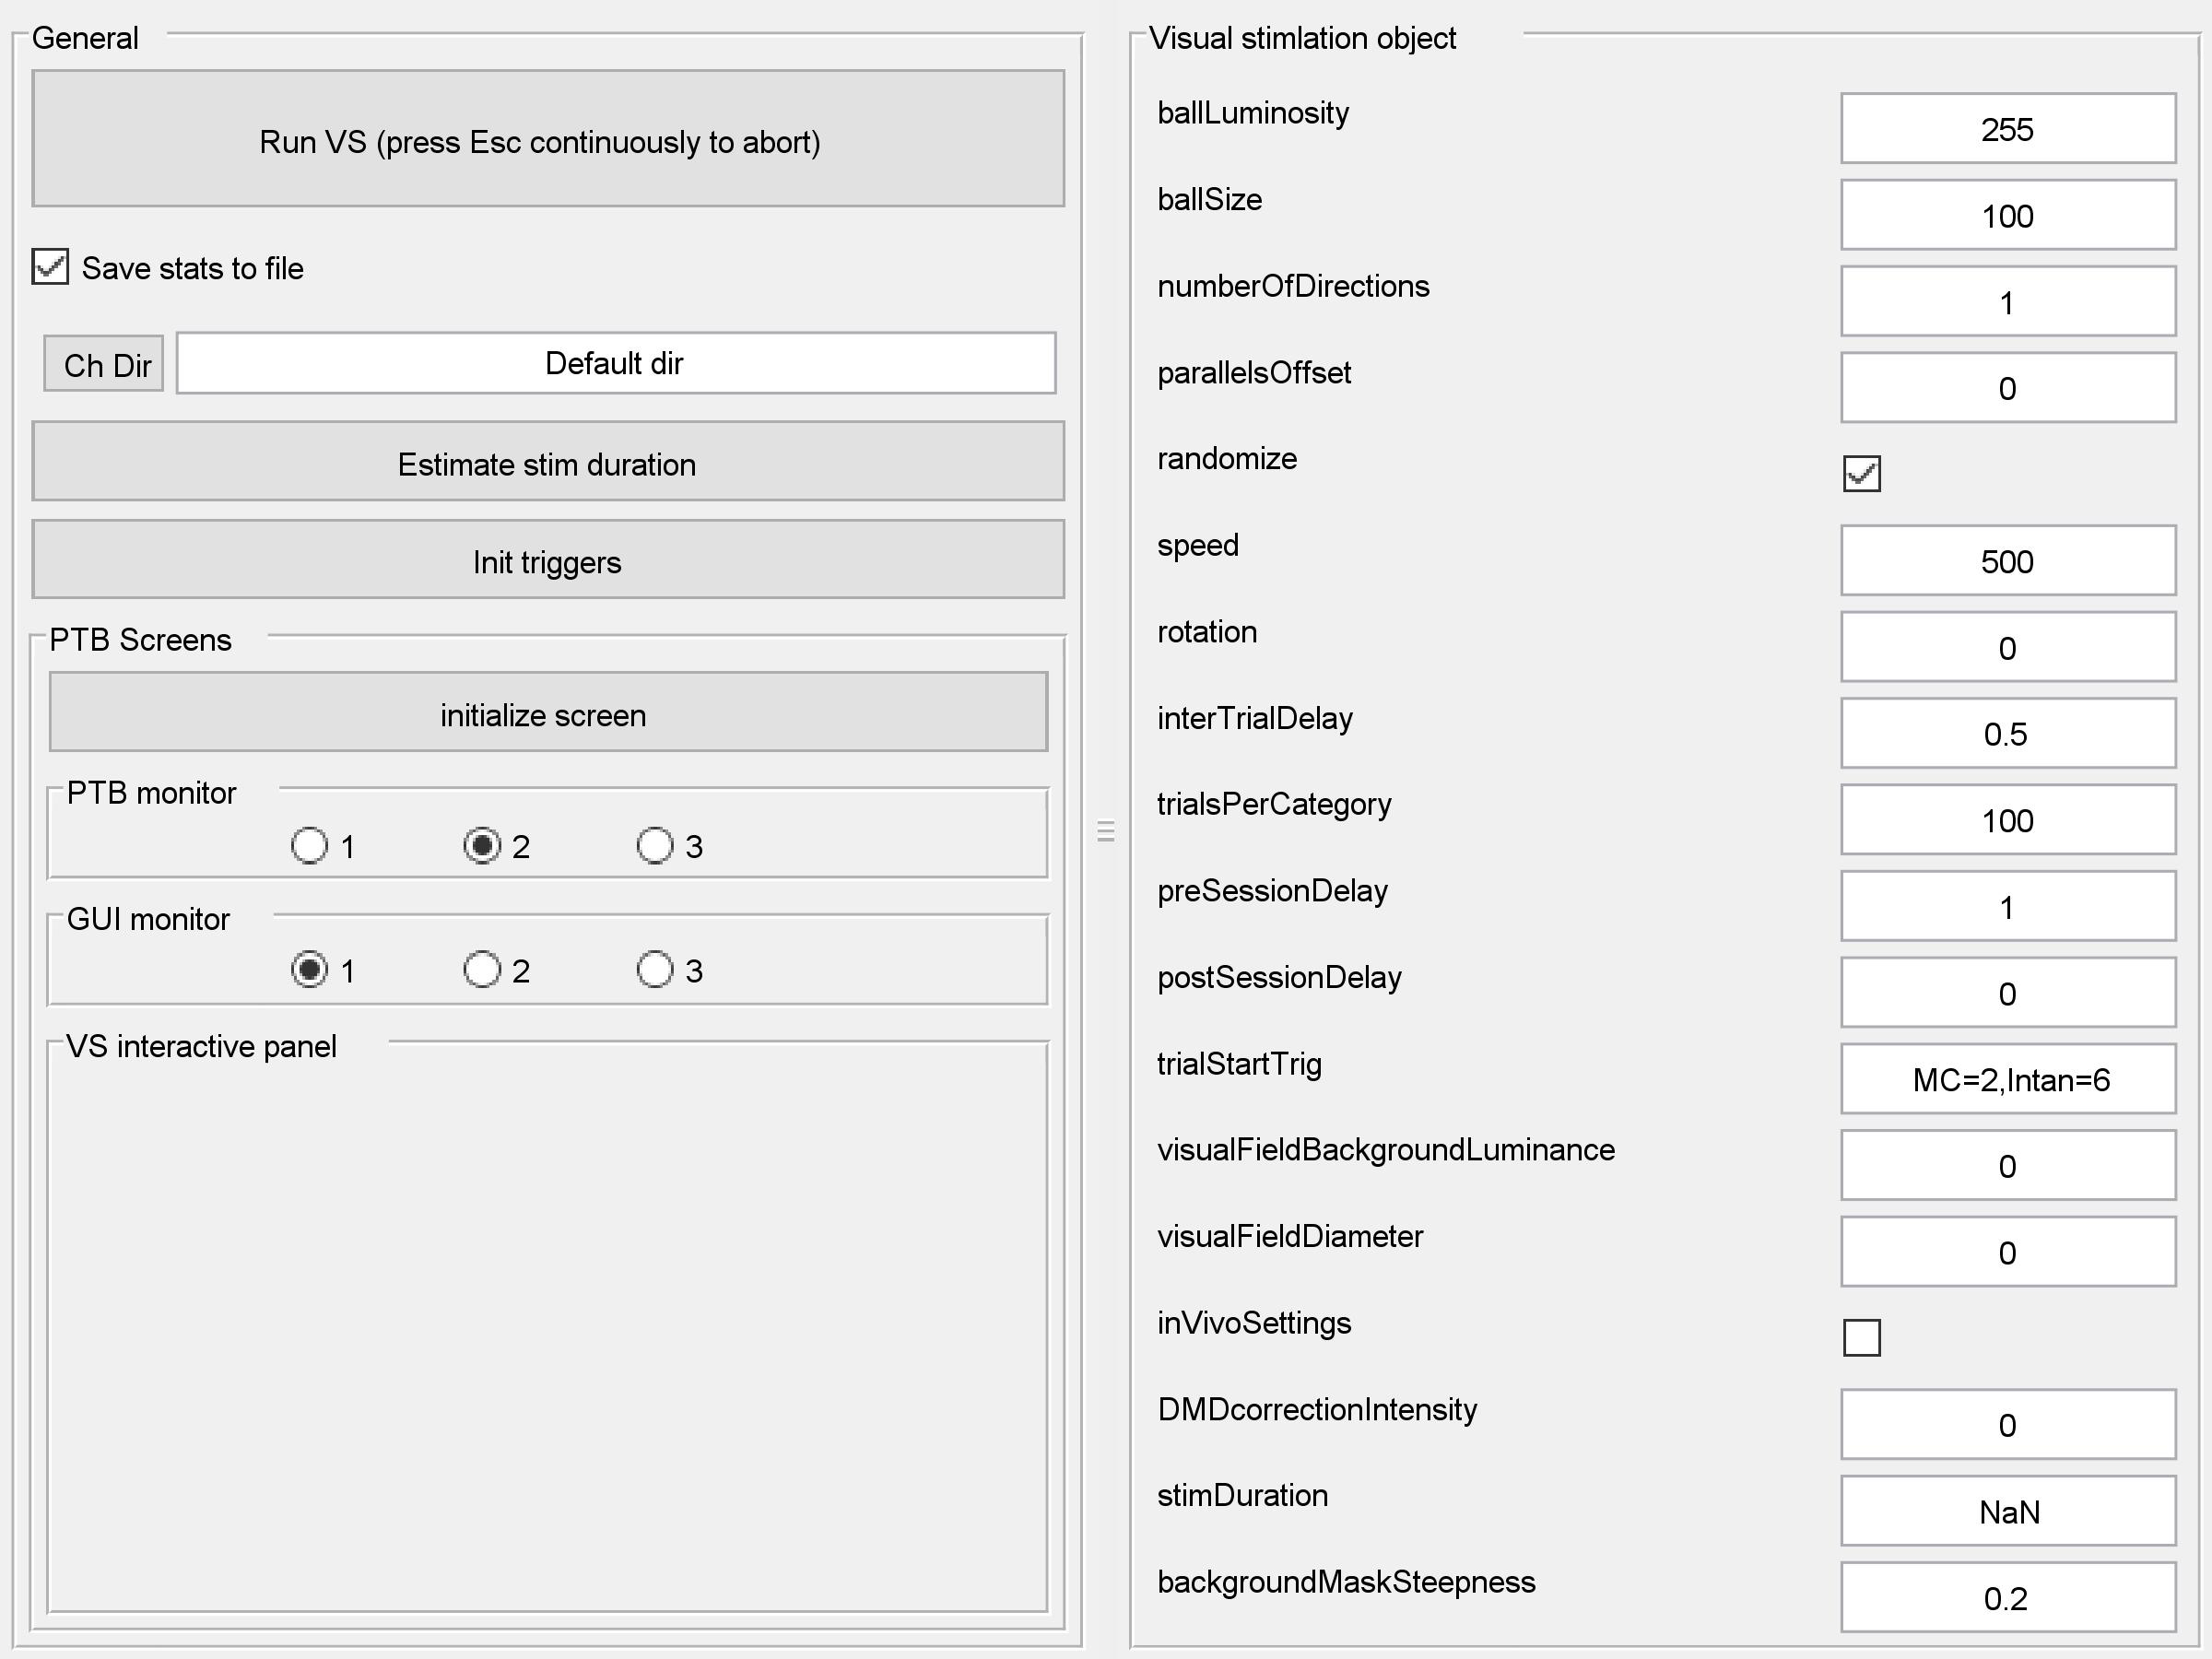 General
Run VS (press Esc continuously to abort)
Save stats to file
Ch Dir
Default dir
Estimate stim duration
Init triggers
PTB Screens
initialize screen
PTB monitor
1 2 3
GUI monitor
1 2 3
VS interactive panel
Visual stimlation object
ballLuminosity 255
ballSize 100
numberOfDirections 1
parallelsOffset 0
randomize
speed 500
rotation 0
interTrialDelay 0.5
trialsPerCategory 100
preSessionDelay 1
postSessionDelay 0
trialStartTrig MC=2,Intan=6
visualFieldBackgroundLuminance 0
visualFieldDiameter 0
inVivoSettings
DMDcorrectionIntensity 0
stimDuration NaN
backgroundMaskSteepness 0.2